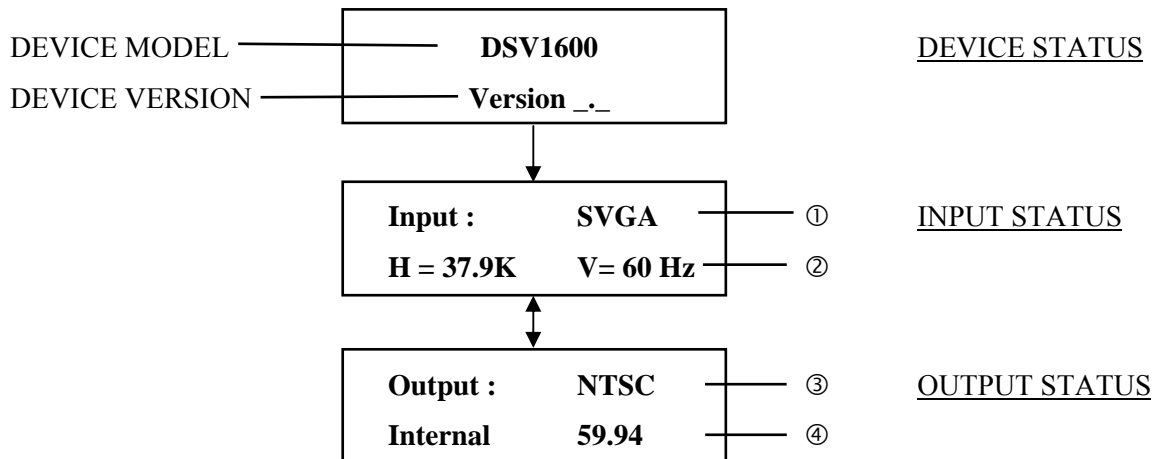 DEVICE MODEL DSV1600 DEVICE STATUS
DEVICE VERSION Version _._
Input : SVGA ① INPUT STATUS
H = 37.9K V= 60 Hz ②
Output : NTSC ③ OUTPUT STATUS
Internal 59.94 ④